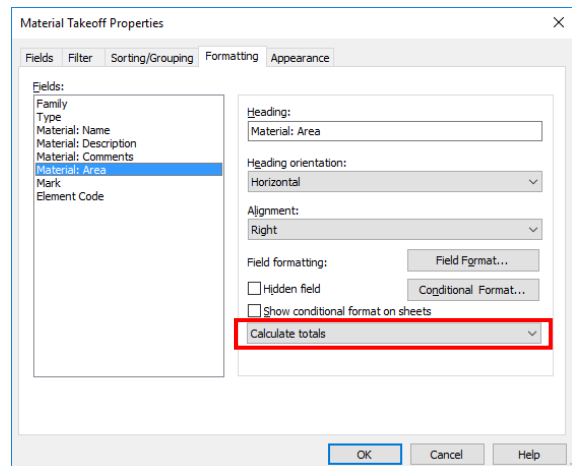 Material Takeoff Properties
Fields Filter Sorting/Grouping Formatting Appearance
Fields:
Family
Type
Material: Name
Material: Description
Material: Comments
Material: Area
Mark
Element Code
Heading:
Material: Area
Heading orientation:
Horizontal
Alignment:
Right
Field formatting:
Field Format...
Hidden field
Conditional Format...
Show conditional format on sheets
Calculate totals
OK Cancel Help